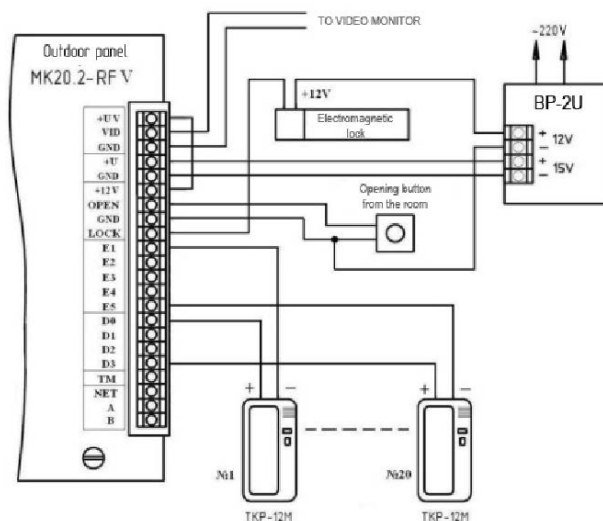 TO VIDEO MONITOR
~220V
Outdoor panel
MK20.2-RF V
+12V
BP-2U
Electromagnetic
lock
+ 12V
–
+ 15V
–
Opening button
from the room
+UV
VID
GND
+U
GND
+12V
OPEN
GND
LOCK
E1
E2
E3
E4
E5
D0
D1
D2
D3
TM
NET
A
B
+ –
+ –
№1
№20
TKP-12M
TKP-12M